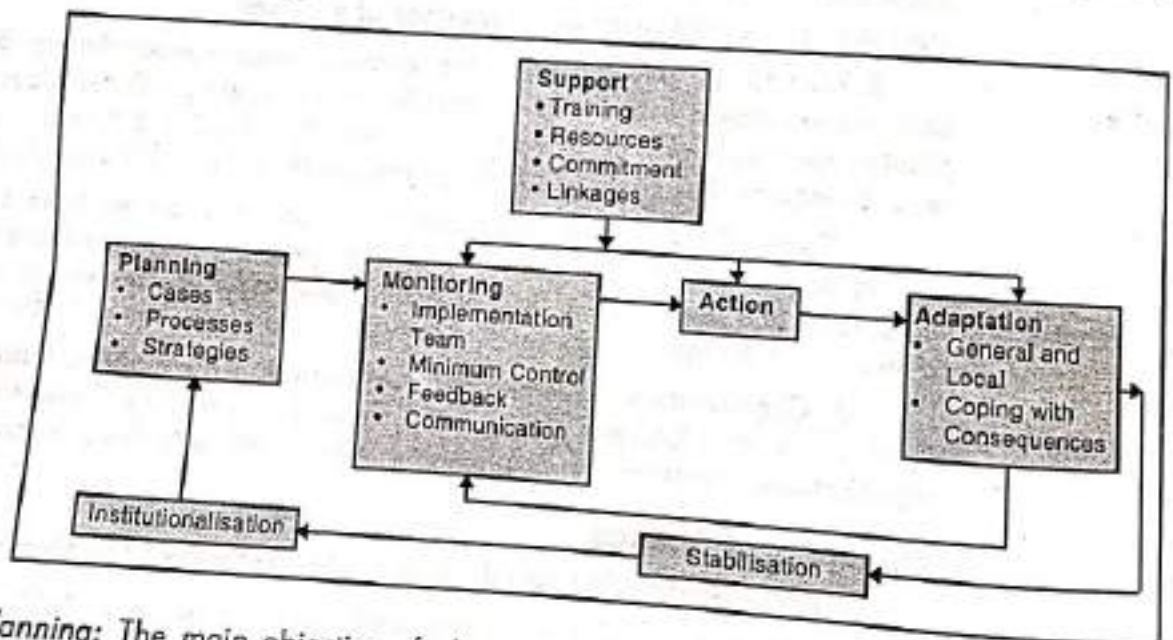 Support
• Training
• Resources
• Commitment
• Linkages
Planning
• Cases
• Processes
• Strategies
Monitoring
• Implementation
Team
• Minimum Control
• Feedback
• Communication
Action
Adaptation
• General and
Local
• Coping with
Consequences
Institutionalisation
Stabilisation
anning: The main objective of